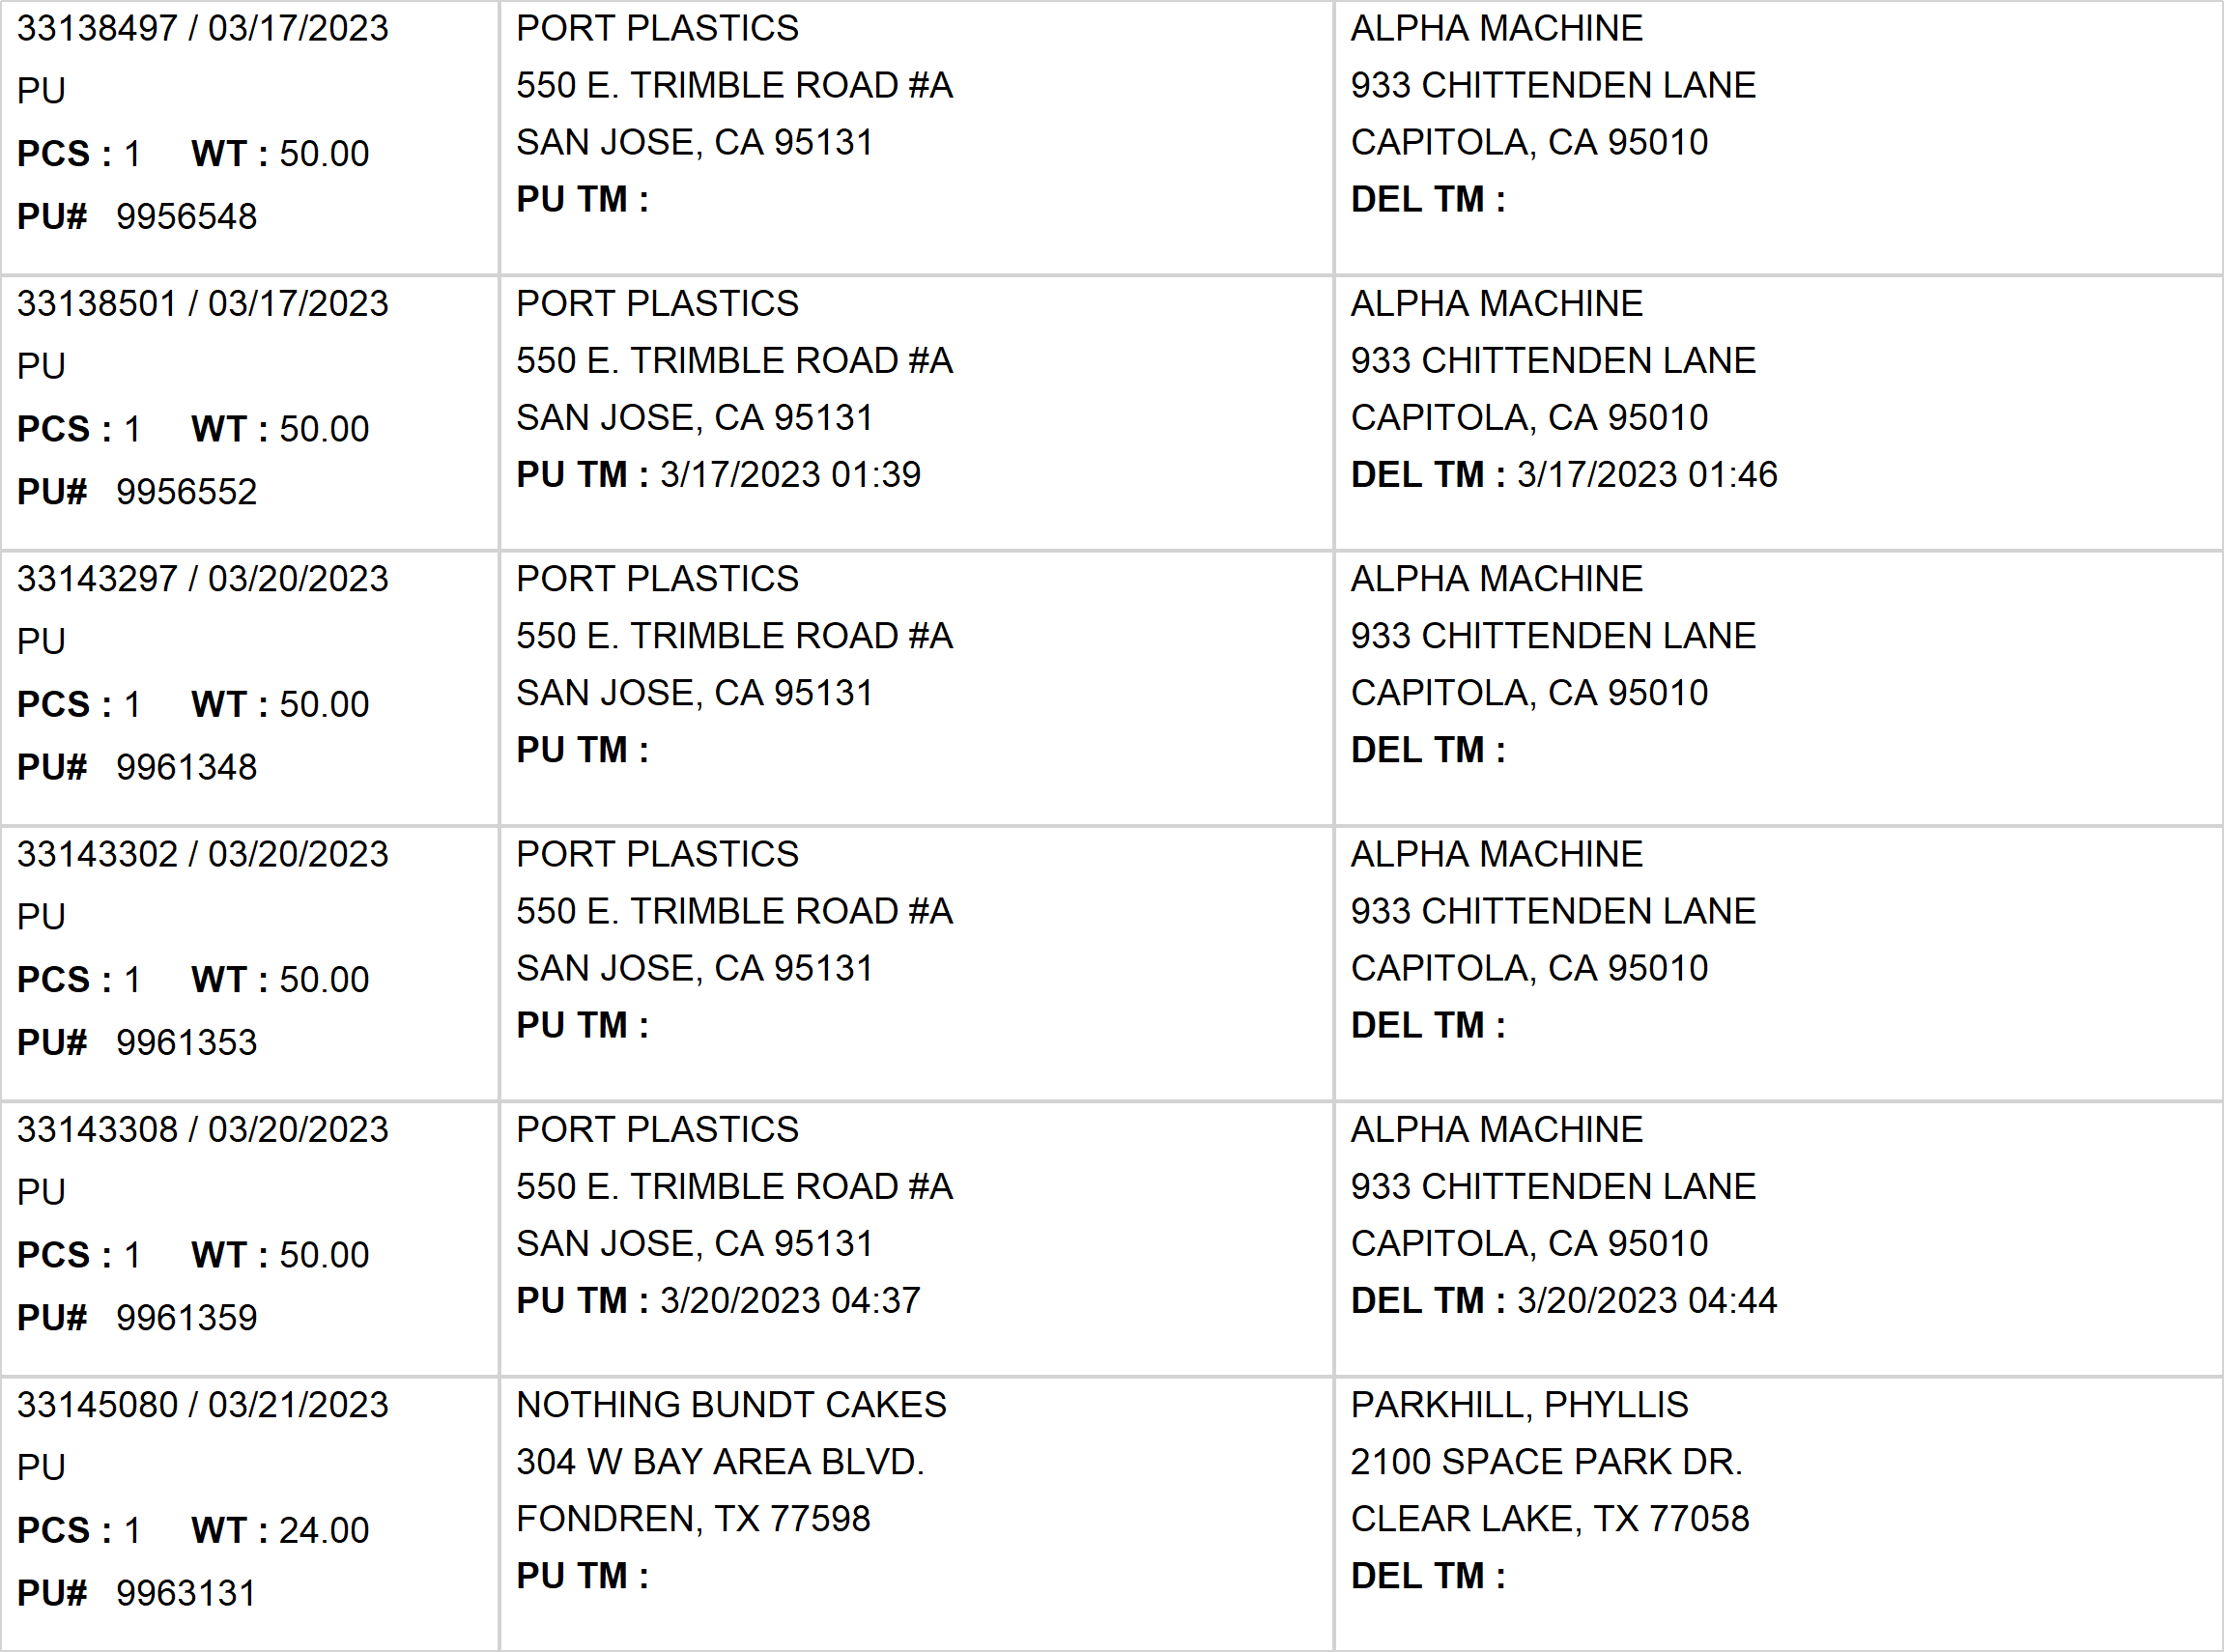 33138497 / 03/17/2023
PU
PCS : 1 WT : 50.00
PU# 9956548
PORT PLASTICS
550 E. TRIMBLE ROAD #A
SAN JOSE, CA 95131
PU TM :
ALPHA MACHINE
933 CHITTENDEN LANE
CAPITOLA, CA 95010
DEL TM :
33138501 / 03/17/2023
PU
PCS : 1 WT : 50.00
PU# 9956552
PORT PLASTICS
550 E. TRIMBLE ROAD #A
SAN JOSE, CA 95131
PU TM : 3/17/2023 01:39
ALPHA MACHINE
933 CHITTENDEN LANE
CAPITOLA, CA 95010
DEL TM : 3/17/2023 01:46
33143297 / 03/20/2023
PU
PCS : 1 WT : 50.00
PU# 9961348
PORT PLASTICS
550 E. TRIMBLE ROAD #A
SAN JOSE, CA 95131
PU TM :
ALPHA MACHINE
933 CHITTENDEN LANE
CAPITOLA, CA 95010
DEL TM :
33143302 / 03/20/2023
PU
PCS : 1 WT : 50.00
PU# 9961353
PORT PLASTICS
550 E. TRIMBLE ROAD #A
SAN JOSE, CA 95131
PU TM :
ALPHA MACHINE
933 CHITTENDEN LANE
CAPITOLA, CA 95010
DEL TM :
33143308 / 03/20/2023
PU
PCS : 1 WT : 50.00
PU# 9961359
PORT PLASTICS
550 E. TRIMBLE ROAD #A
SAN JOSE, CA 95131
PU TM : 3/20/2023 04:37
ALPHA MACHINE
933 CHITTENDEN LANE
CAPITOLA, CA 95010
DEL TM : 3/20/2023 04:44
33145080 / 03/21/2023
PU
PCS : 1 WT : 24.00
PU# 9963131
NOTHING BUNDT CAKES
304 W BAY AREA BLVD.
FONDREN, TX 77598
PU TM :
PARKHILL, PHYLLIS
2100 SPACE PARK DR.
CLEAR LAKE, TX 77058
DEL TM :